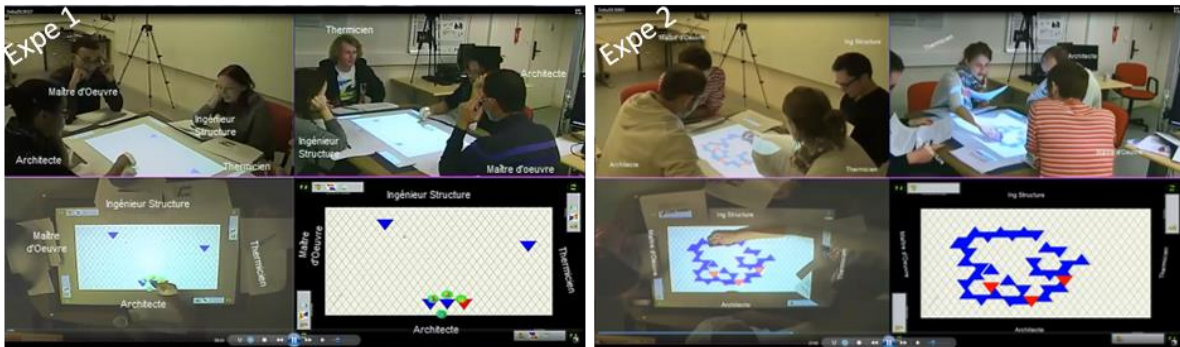 Expe 1
Thermicien
Architecte
Maître d'Oeuvre
Ingénieur
Structure
Architecte
Thermicien
Ingénieur
Structure
Maître d'oeuvre
Ingénieur Structure
Maître
d'Oeuvre
Thermicien
Architecte
Ingénieur Structure
Maître
d'Oeuvre
Thermicien
Architecte
Expe 2
Maître d'Oeuvre
Ing Structure
Architecte
Thermicien
Thermicien
Architecte
Ing Structure
Maître d'Oeuvre
Thermicien
Architecte
Ing Structure
Maître d'Oeuvre
Thermicien
Architecte